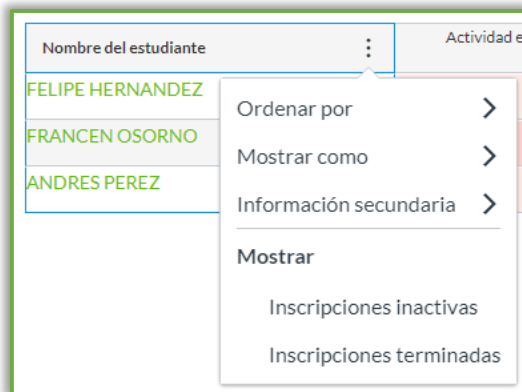 Nombre del estudiante
Actividad e
FELIPE HERNANDEZ
FRANCEN OSORNO
ANDRES PEREZ
Ordenar por
Mostrar como
Información secundaria
Mostrar
Inscripciones inactivas
Inscripciones terminadas